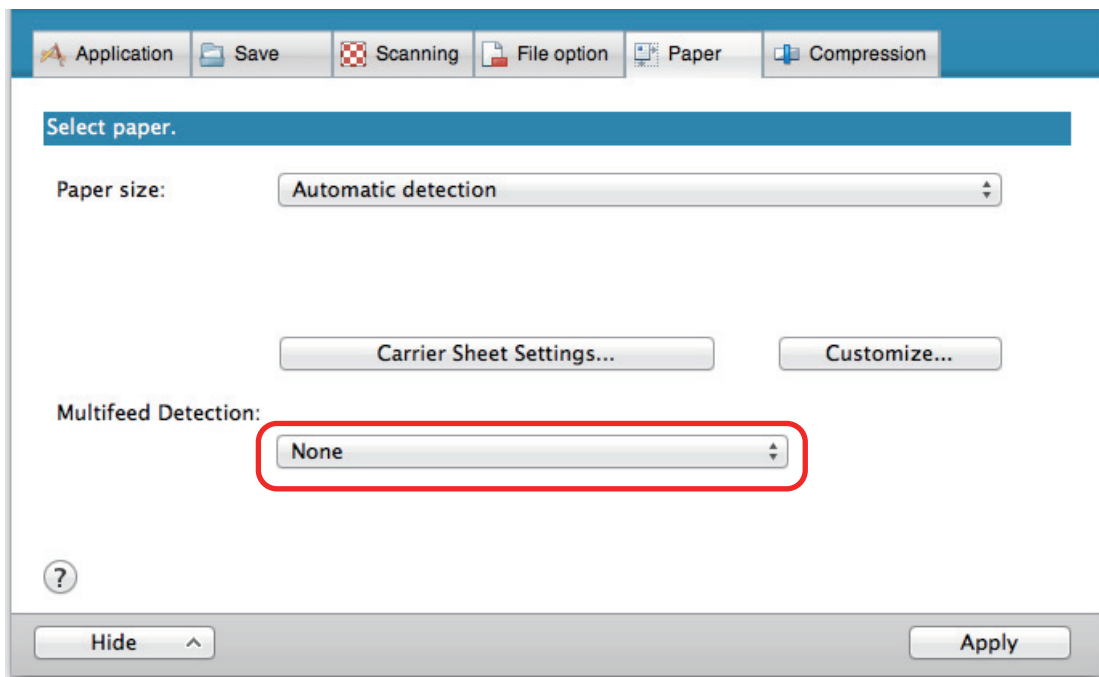 Application Save Scanning File option Paper Compression
Select paper.
Paper size: Automatic detection
Carrier Sheet Settings... Customize...
Multifeed Detection:
None
?
Hide Apply